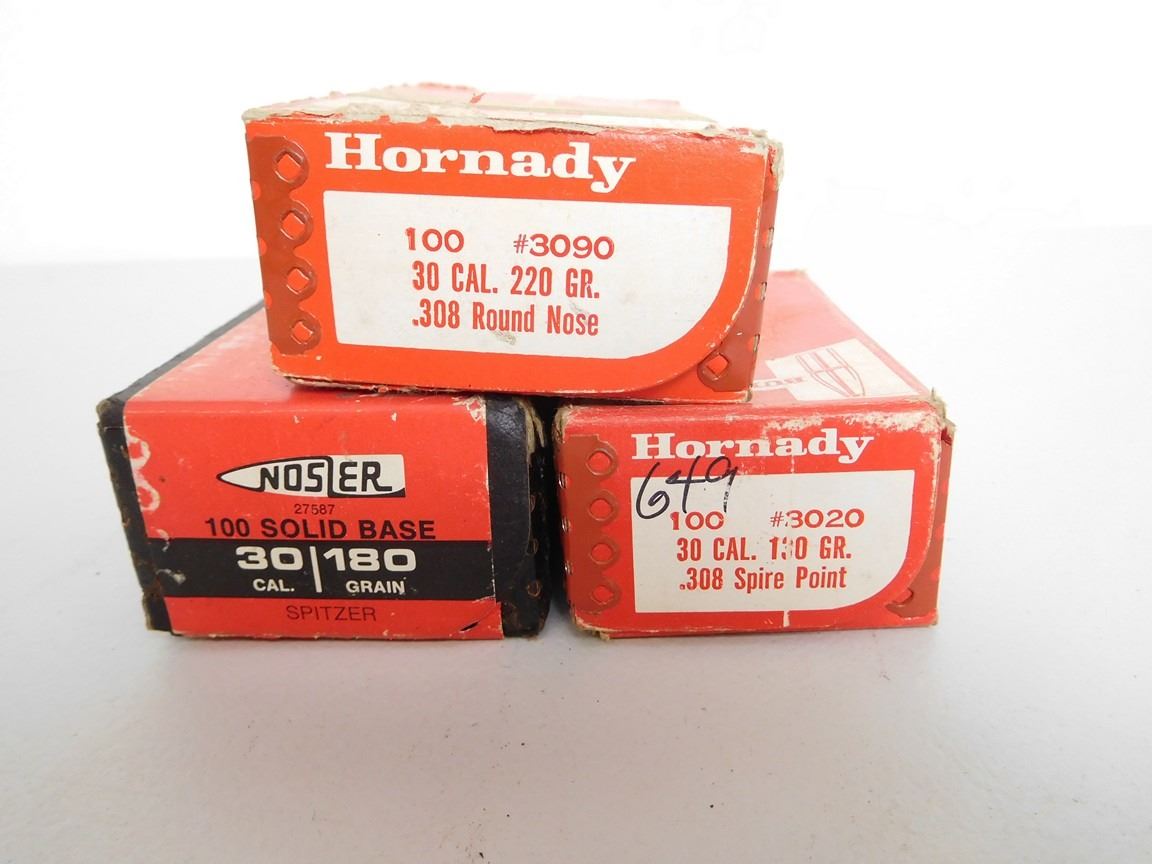 Hornady
100 #3090
30 CAL. 220 GR.
.308 Round Nose
NOSLER
27587
100 SOLID BASE
30 180
CAL. GRAIN
SPITZER
Hornady
649
100 #3020
30 CAL. 130 GR.
.308 Spire Point